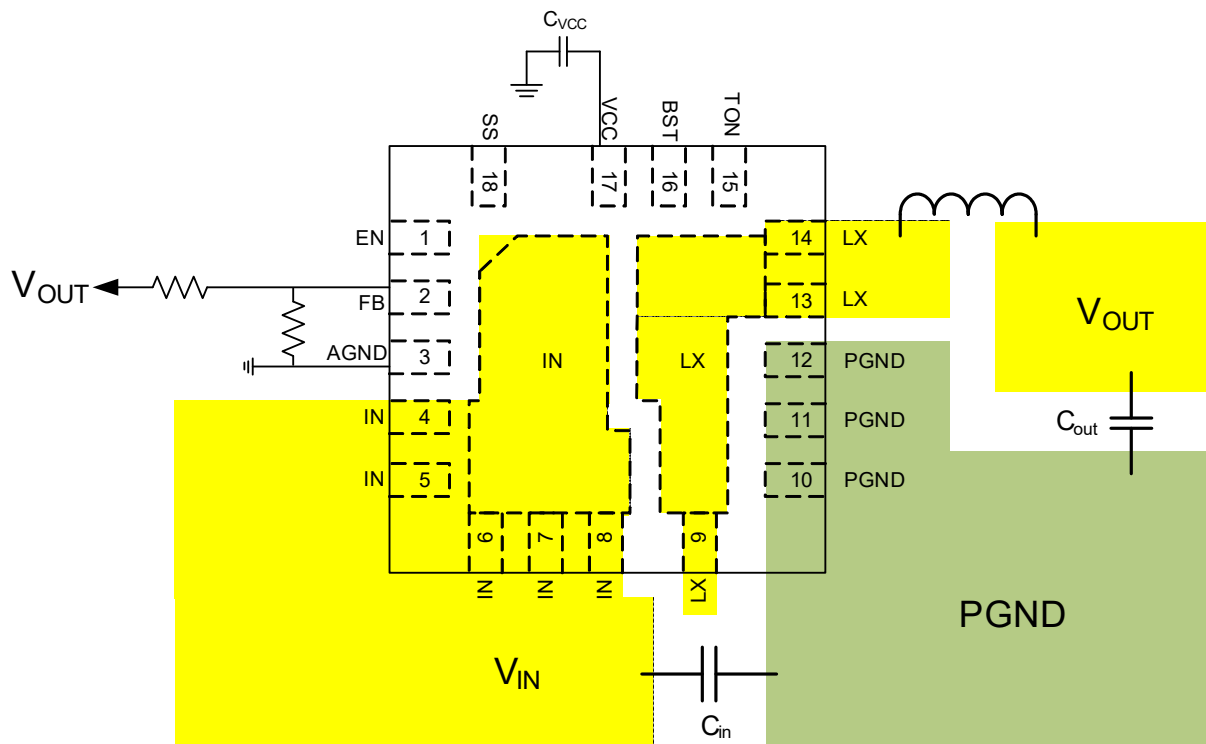 CVCC
SS
VCC
BST
TON
18
17
16
15
EN
1
14
LX
VOUT
FB
2
13
LX
VOUT
AGND
3
IN
LX
12
PGND
IN
4
11
PGND
Cout
IN
5
10
PGND
6
7
8
9
IN
IN
IN
LX
PGND
VIN
Cin